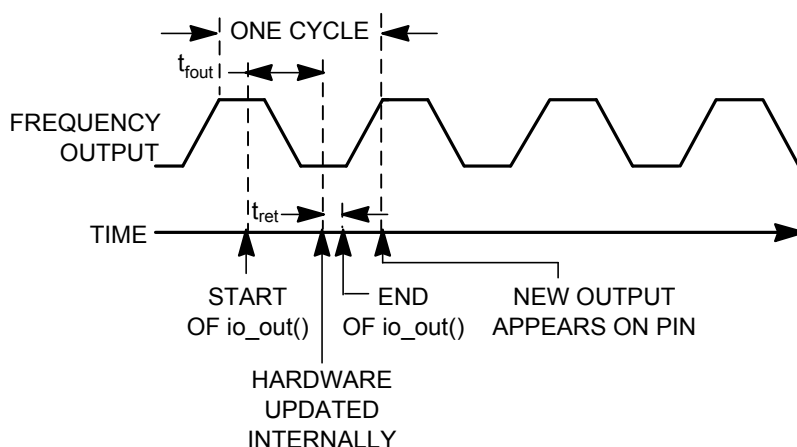 ONE CYCLE
tfout
FREQUENCY
OUTPUT
tret
TIME
START
OF io_out()
END
OF io_out()
NEW OUTPUT
APPEARS ON PIN
HARDWARE
UPDATED
INTERNALLY